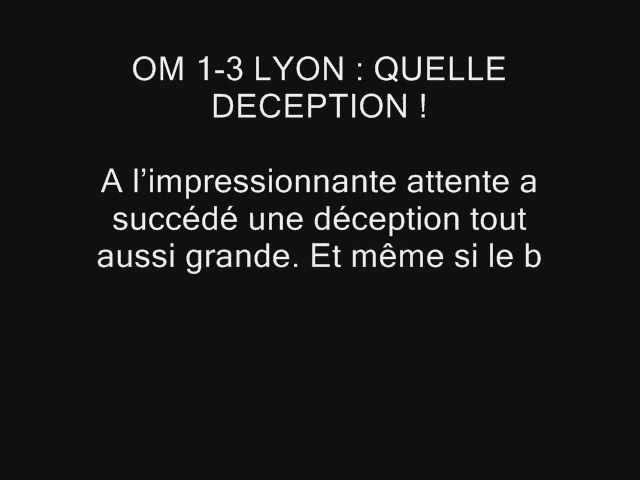 OM 1-3 LYON : QUELLE
DECEPTION !
A l’impressionnante attente a
succédé une déception tout
aussi grande. Et même si le b